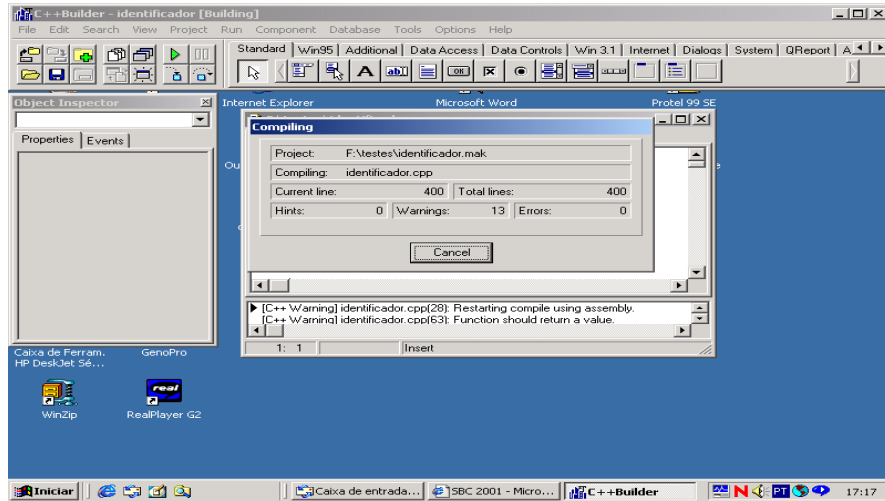 C++Builder - identificador [Building]
File Edit Search View Project Run Component Database Tools Options Help
Standard Win95 Additional Data Access Data Controls Win 3.1 Internet Dialogs System QReport A
Object Inspector
Internet Explorer Microsoft Word Protel 99 SE
Properties Events
Compiling
Project: F:\testes\identificador.mak
Compiling: identificador.cpp
Current line: 400 Total lines: 400
Hints: 0 Warnings: 13 Errors: 0
Cancel
Ou
[C++ Warning] identificador.cpp(28): Restarting compile using assembly.
[C++ Warning] identificador.cpp(63): Function should return a value.
1: 1 Insert
Caixa de Ferram. GenoPro
HP DeskJet Sé...
real
WinZip RealPlayer G2
Iniciar Caixa de entrada... SBC 2001 - Micro... C++Builder PT 17:17